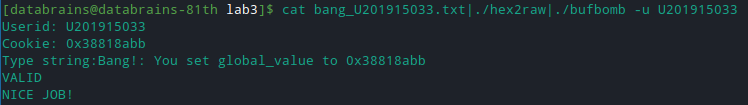 [databrains@databrains-81th lab3]$ cat bang_U201915033.txt|./hex2raw|./bufbomb -u U201915033
Userid: U201915033
Cookie: 0x38818abb
Type string:Bang!: You set global_value to 0x38818abb
VALID
NICE JOB!